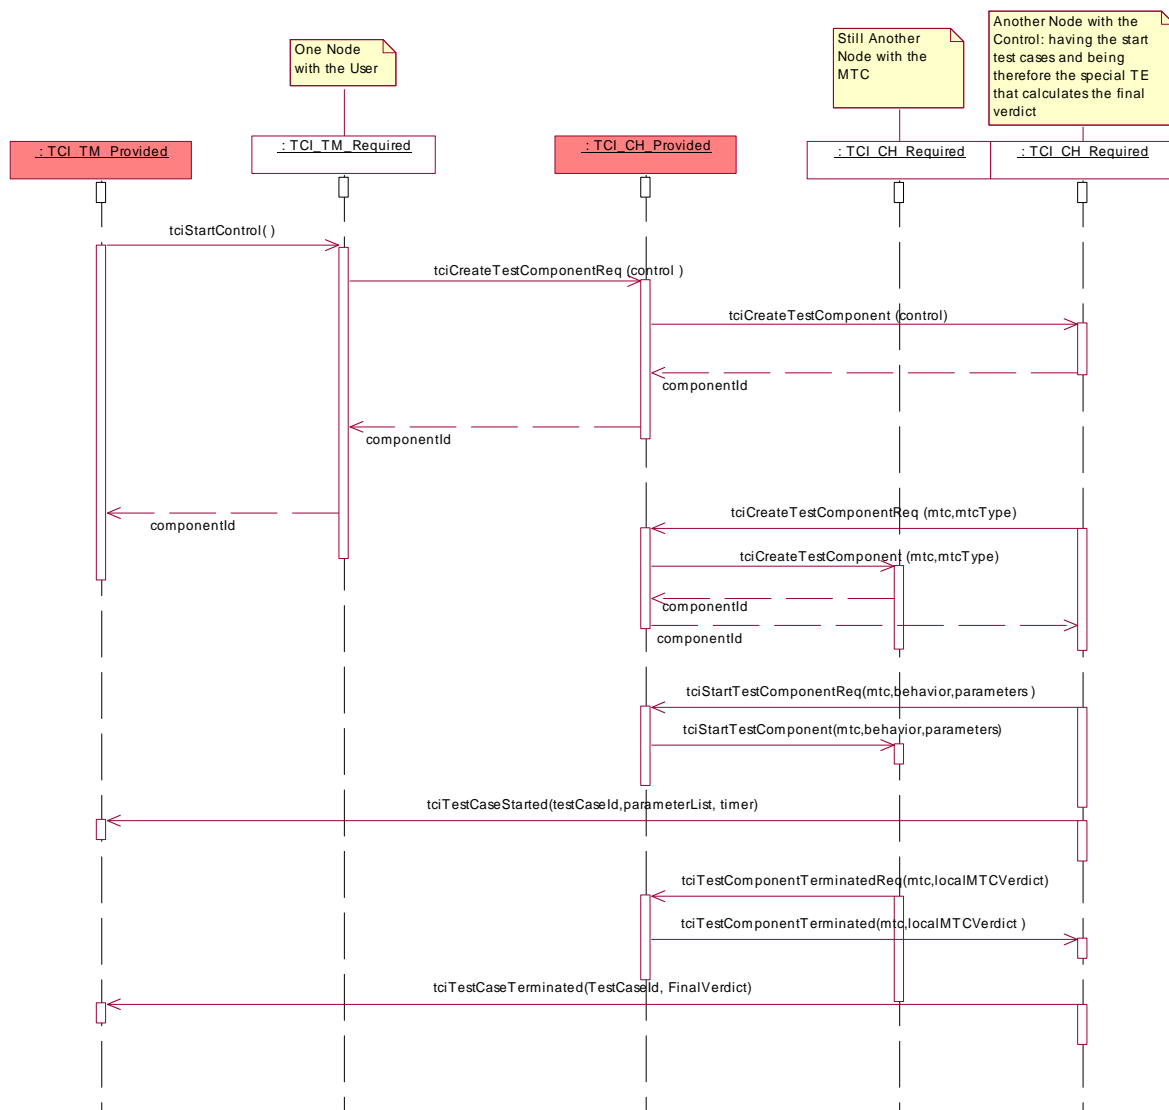 One Node
with the User
Still Another
Node with the
MTC
Another Node with the
Control: having the start
test cases and being
therefore the special TE
that calculates the final
verdict
: TCI_TM_Provided
: TCI_TM_Required
: TCI_CH_Provided
: TCI_CH_Required
: TCI_CH_Required
tciStartControl( )
tciCreateTestComponentReq (control )
tciCreateTestComponent (control)
componentId
componentId
componentId
tciCreateTestComponentReq (mtc,mtcType)
tciCreateTestComponent (mtc,mtcType)
componentId
componentId
tciStartTestComponentReq(mtc,behavior,parameters )
tciStartTestComponent(mtc,behavior,parameters)
tciTestCaseStarted(testCaseId,parameterList, timer)
tciTestComponentTerminatedReq(mtc,localMTCVerdict)
tciTestComponentTerminated(mtc,localMTCVerdict )
tciTestCaseTerminated(TestCaseId, FinalVerdict)